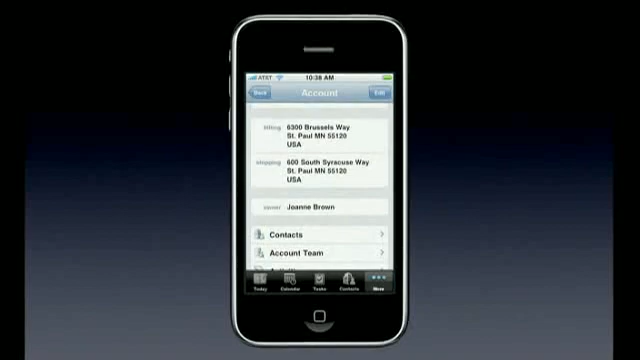 AT&T
10:36 AM
Back
Account
Edit
billing 6300 Brussels Way
St. Paul MN 55120
USA
shipping 600 South Syracuse Way
St. Paul MN 55120
USA
owner Joanne Brown
Contacts
Account Team
Today
Calendar
Tasks
Contacts
More